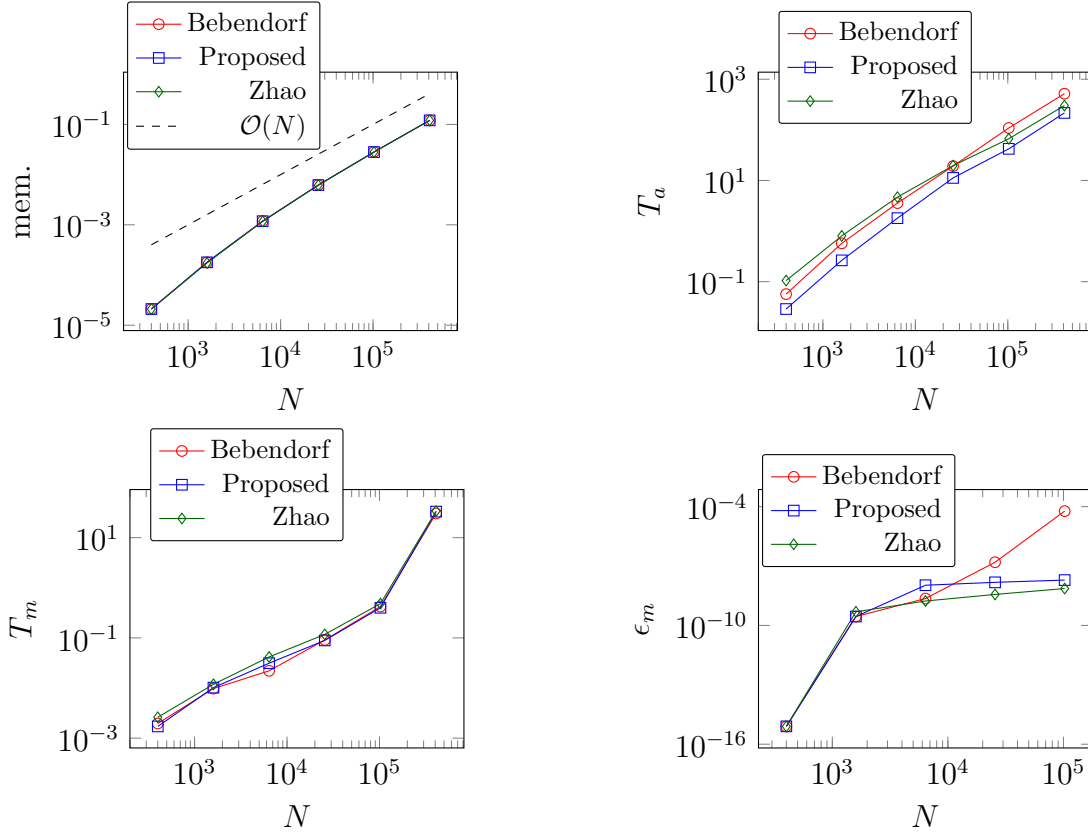 Bebendorf
Proposed
Zhao
𝒪(N)
mem.
10^{-1}
10^{-3}
10^{-5}
10^3
10^4
10^5
N
Bebendorf
Proposed
Zhao
T_a
10^3
10^1
10^{-1}
10^3
10^4
10^5
N
Bebendorf
Proposed
Zhao
T_m
10^1
10^{-1}
10^{-3}
10^3
10^4
10^5
N
Bebendorf
Proposed
Zhao
ϵ_m
10^{-4}
10^{-10}
10^{-16}
10^3
10^4
10^5
N